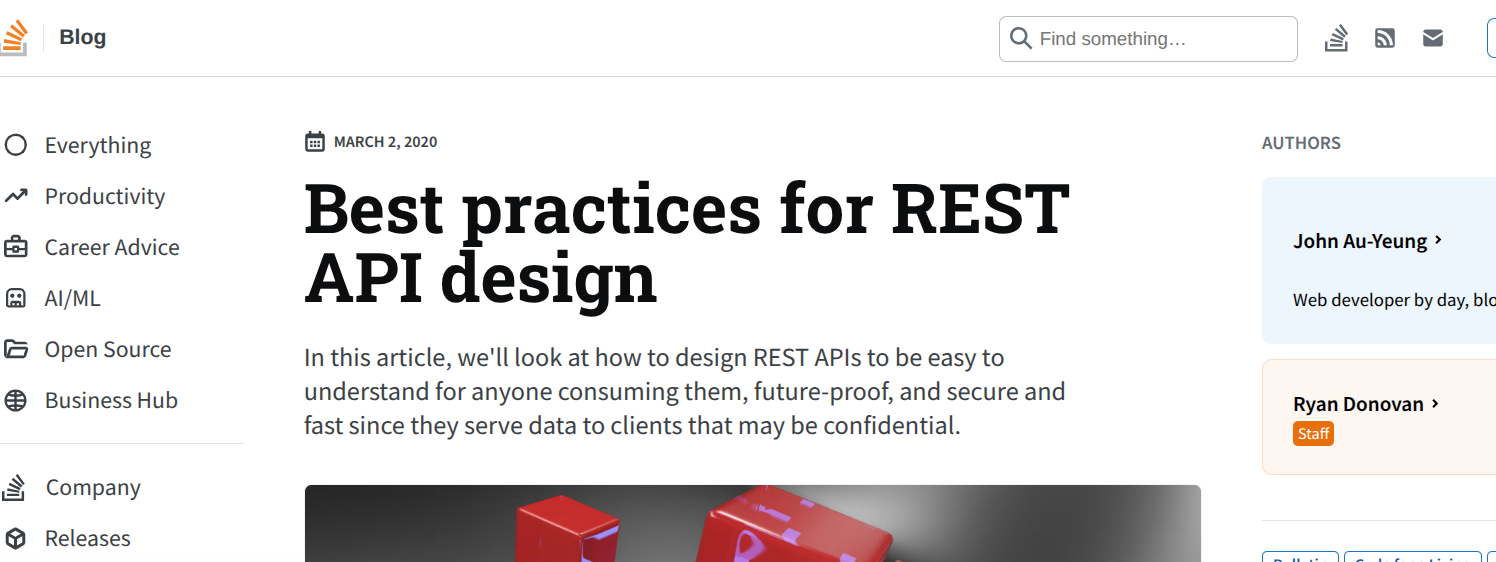 Blog
Find something…
Everything
Productivity
Career Advice
AI/ML
Open Source
Business Hub
Company
Releases
MARCH 2, 2020
Best practices for REST
API design
In this article, we'll look at how to design REST APIs to be easy to
understand for anyone consuming them, future-proof, and secure and
fast since they serve data to clients that may be confidential.
AUTHORS
John Au-Yeung
Web developer by day,
Ryan Donovan
Staff